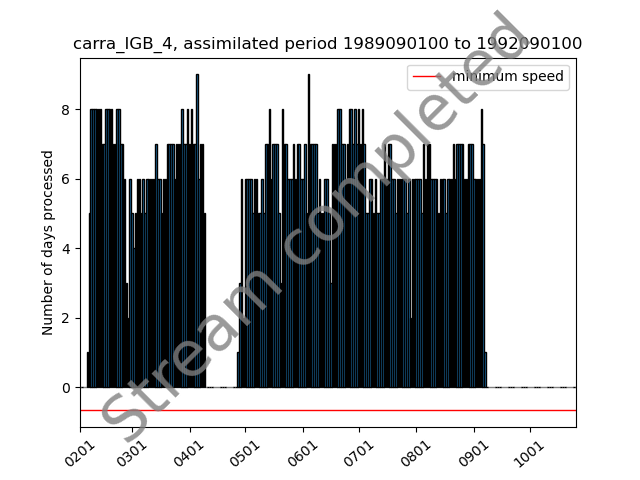 carra_IGB_4, assimilated period 1989090100 to 1992090100
minimum speed
Number of days processed
8
6
4
2
0
0201 0301 0401 0501 0601 0701 0801 0901 1001
Stream completed